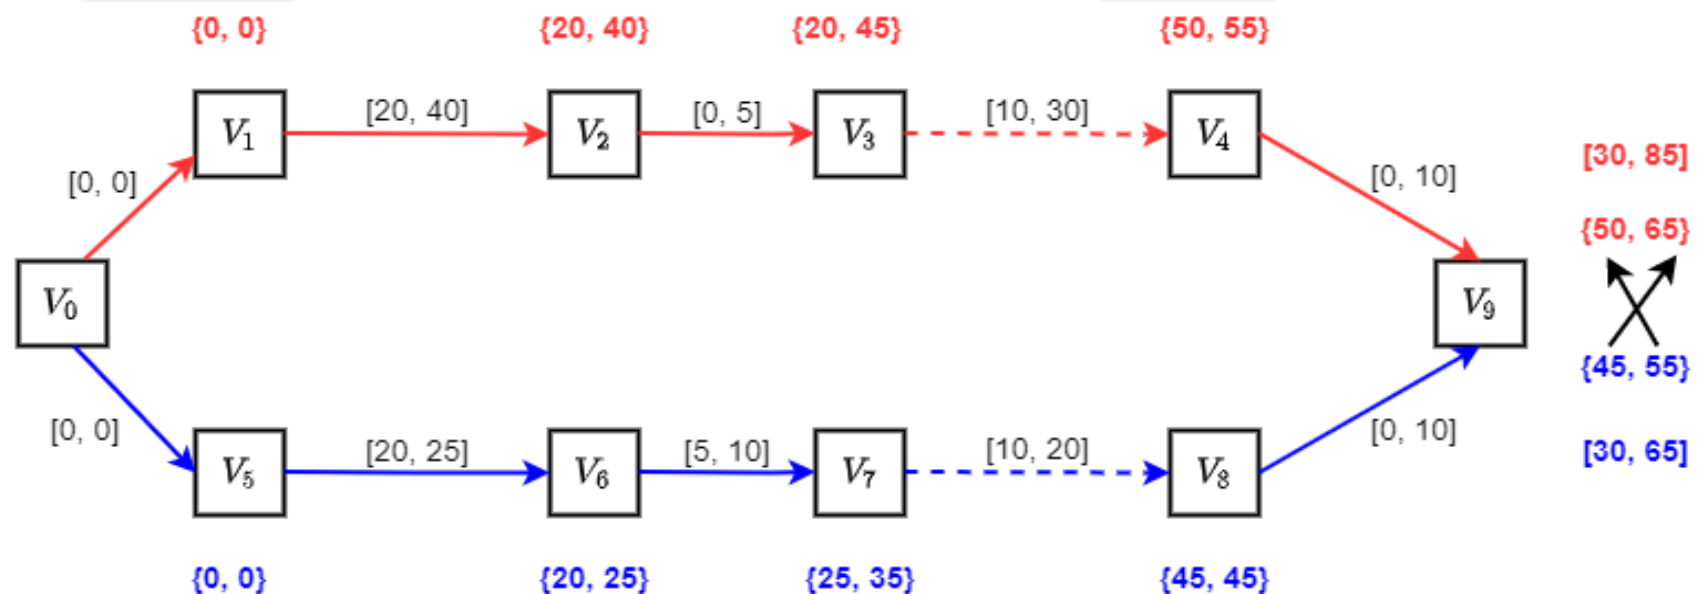 {0, 0} {20, 40} {20, 45} {50, 55}
[20, 40] [0, 5] [10, 30]
V1 V2 V3 V4
[0, 0] [0, 10] [30, 85]
{50, 65}
V0 V9
{45, 55}
[0, 0] [20, 25] [5, 10] [10, 20] [0, 10] [30, 65]
V5 V6 V7 V8
{0, 0} {20, 25} {25, 35} {45, 45}